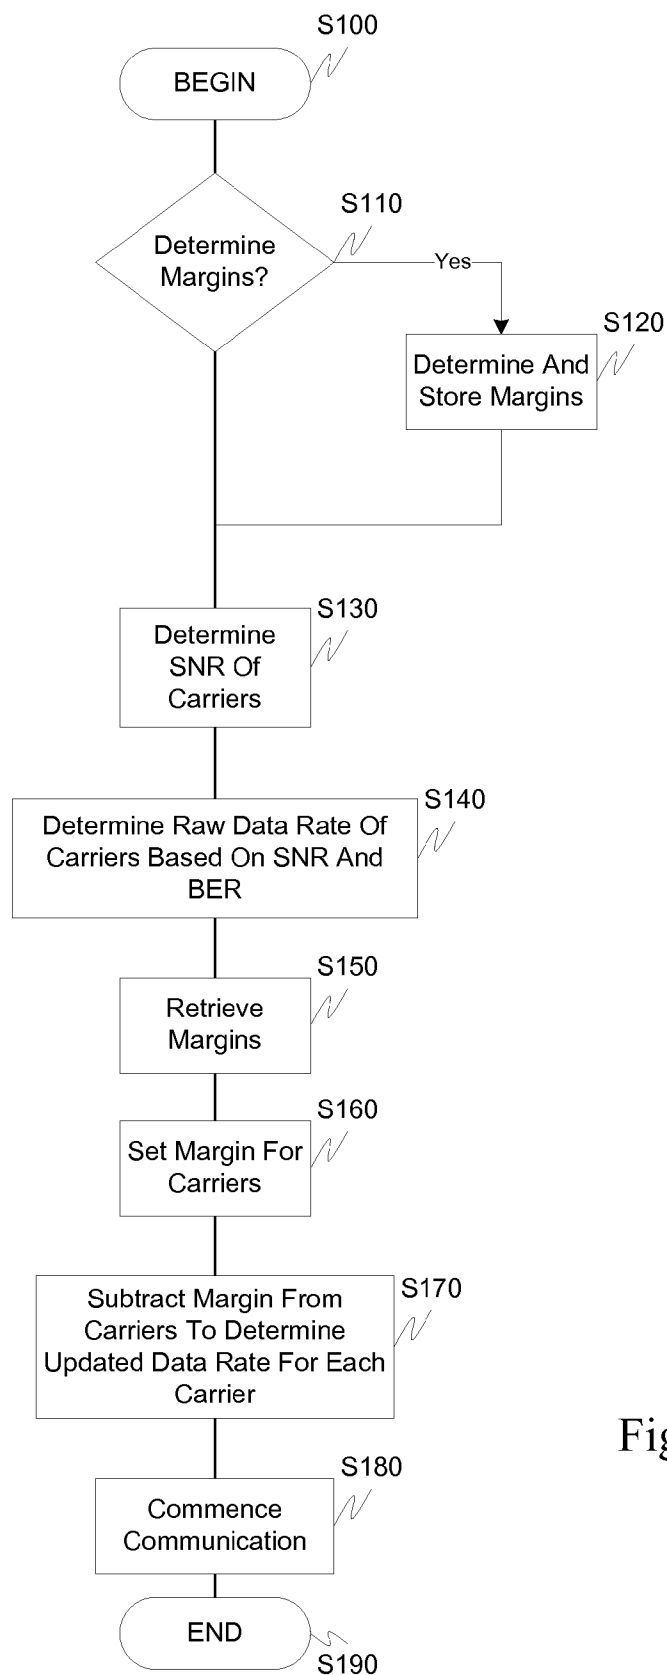 S100
BEGIN
S110
Determine
Margins?
Yes
S120
Determine And
Store Margins
S130
Determine
SNR Of
Carriers
S140
Determine Raw Data Rate Of
Carriers Based On SNR And
BER
S150
Retrieve
Margins
S160
Set Margin For
Carriers
S170
Subtract Margin From
Carriers To Determine
Updated Data Rate For Each
Carrier
Fig
S180
Commence
Communication
END
S190